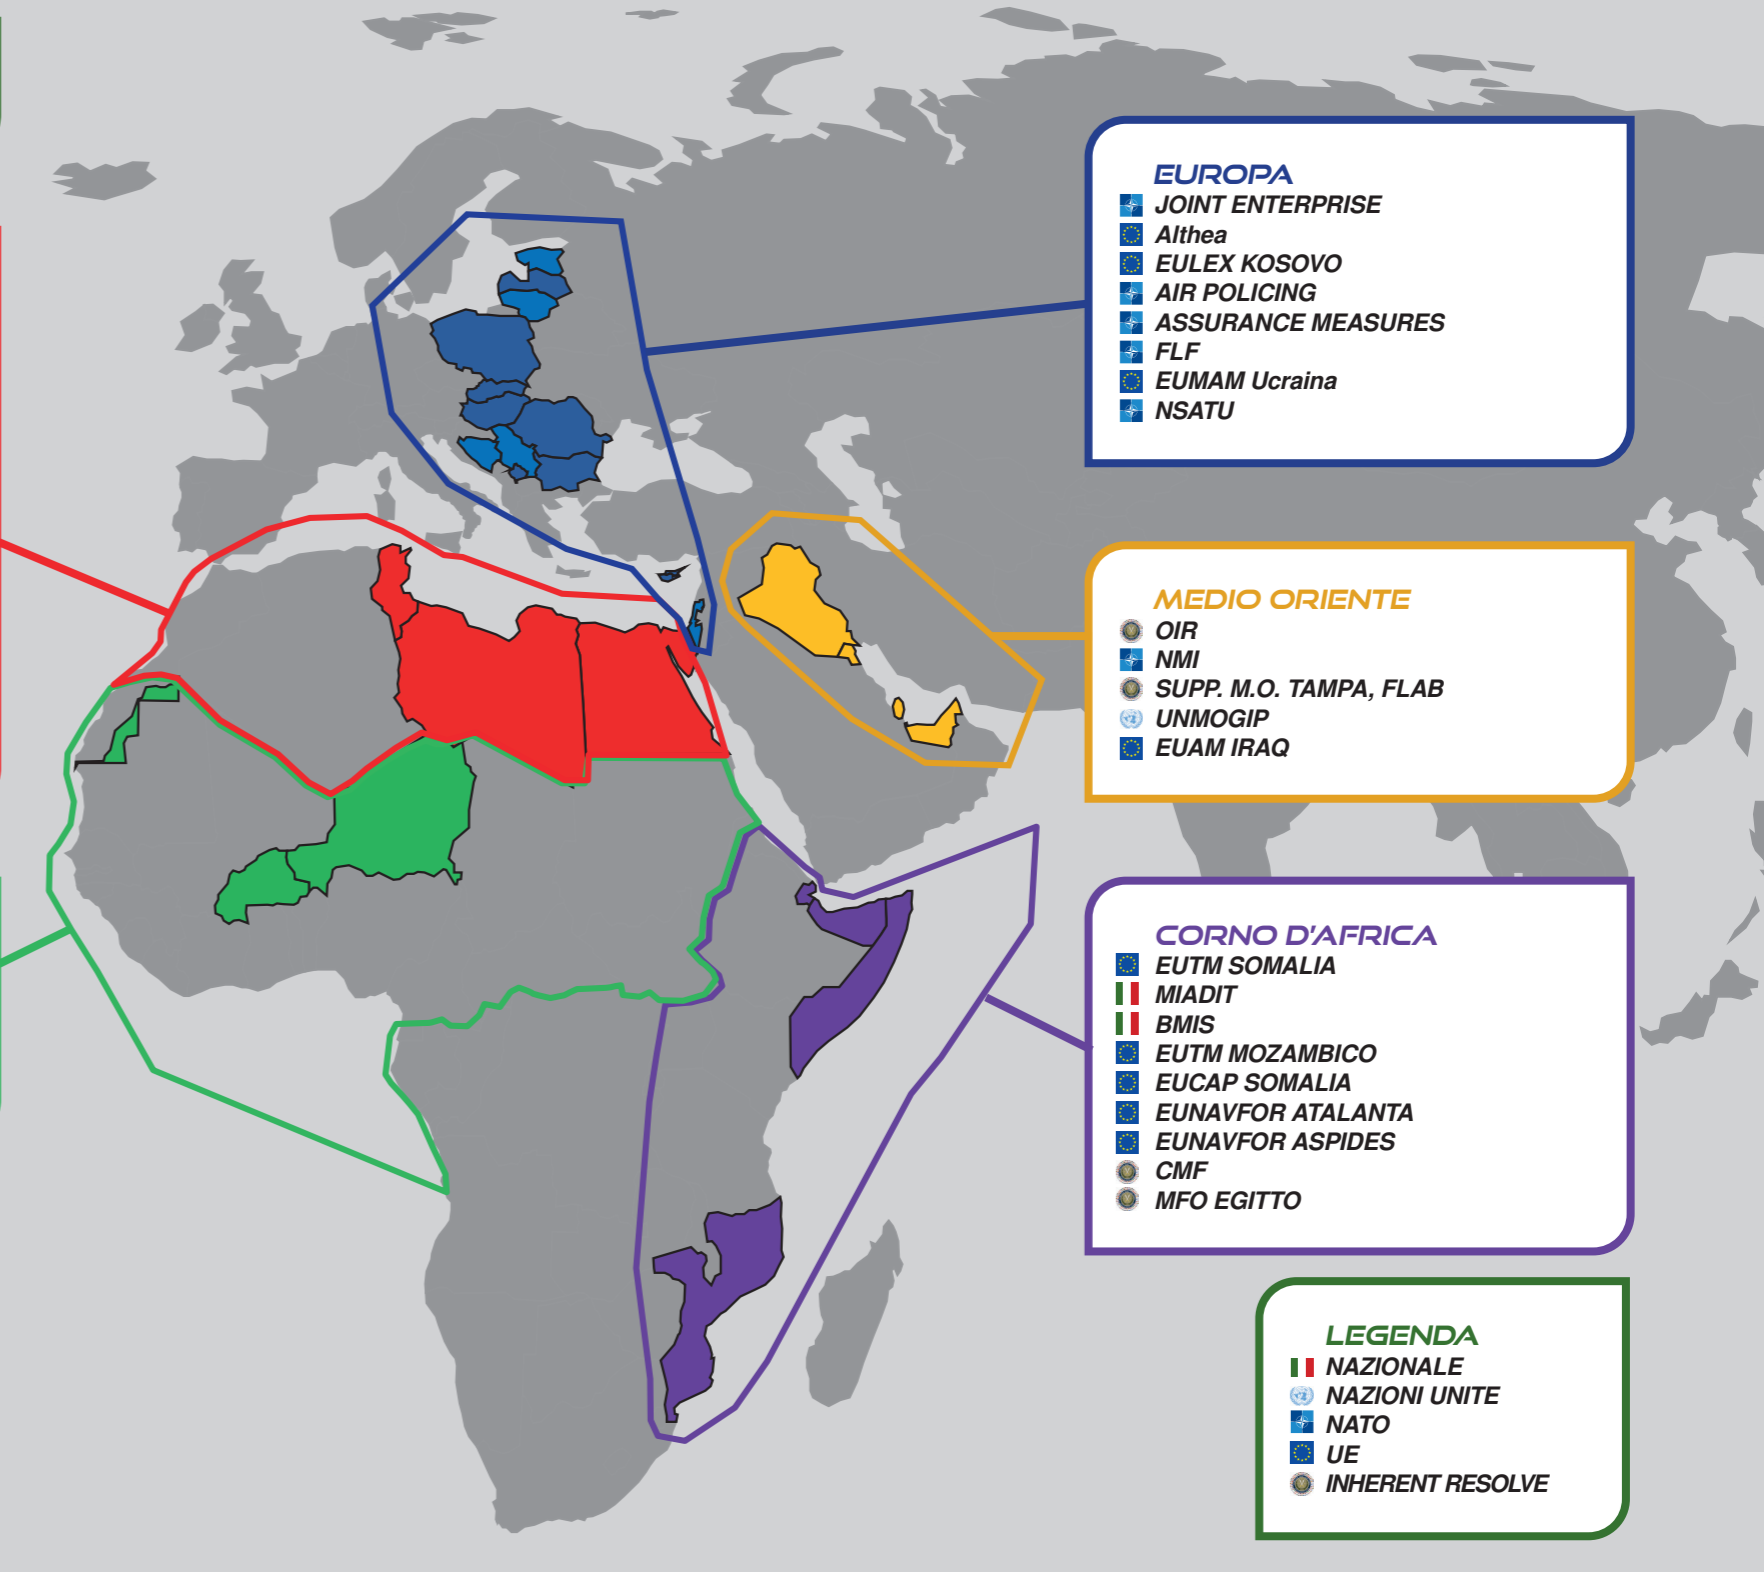 EUROPA
JOINT ENTERPRISE
Althea
EULEX KOSOVO
AIR POLICING
ASSURANCE MEASURES
FLF
EUMAM Ucraina
NSATU
MEDIO ORIENTE
OIR
NMI
SUPP. M.O. TAMPA, FLAB
UNMOGIP
EUAM IRAQ
CORNO D'AFRICA
EUTM SOMALIA
MIADIT
BMIS
EUTM MOZAMBICO
EUCAP SOMALIA
EUNAVFOR ATALANTA
EUNAVFOR ASPIDES
CMF
MFO EGITTO
LEGENDA
NAZIONALE
NAZIONI UNITE
NATO
UE
INHERENT RESOLVE